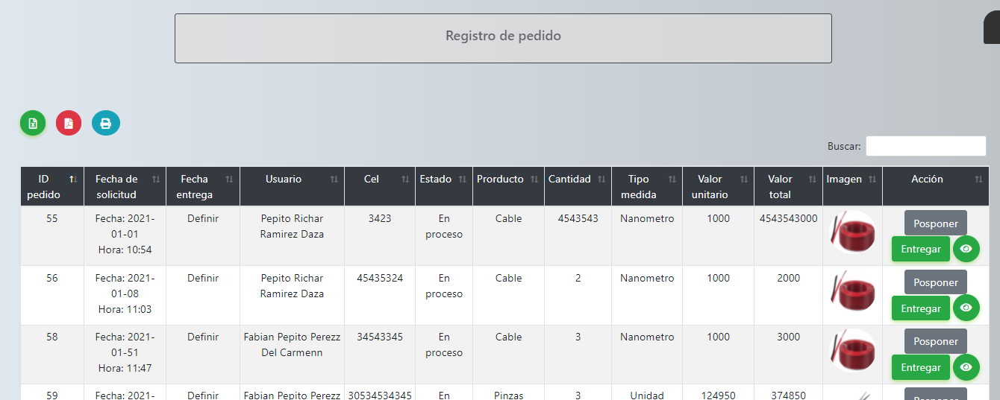 Registro de pedido
Buscar:
ID pedido Fecha de solicitud Fecha entrega Usuario Cel Estado Prorducto Cantidad Tipo medida Valor unitario Valor total Imagen Acción
55 Fecha: 2021-01-01 Hora: 10:54 Definir Pepito Richar Ramirez Daza 3423 En proceso Cable 4543543 Nanometro 1000 4543543000 Posponer Entregar
56 Fecha: 2021-01-08 Hora: 11:03 Definir Pepito Richar Ramirez Daza 45435324 En proceso Cable 2 Nanometro 1000 2000 Posponer Entregar
58 Fecha: 2021-01-51 Hora: 11:47 Definir Fabian Pepito Perezz Del Carmenn 34543345 En proceso Cable 3 Nanometro 1000 3000 Posponer Entregar
59 Fecha: 2021- Definir Fabian Pepito Perezz 30534534345 En Pinzas 3 Unidad 124950 374850 Posponer